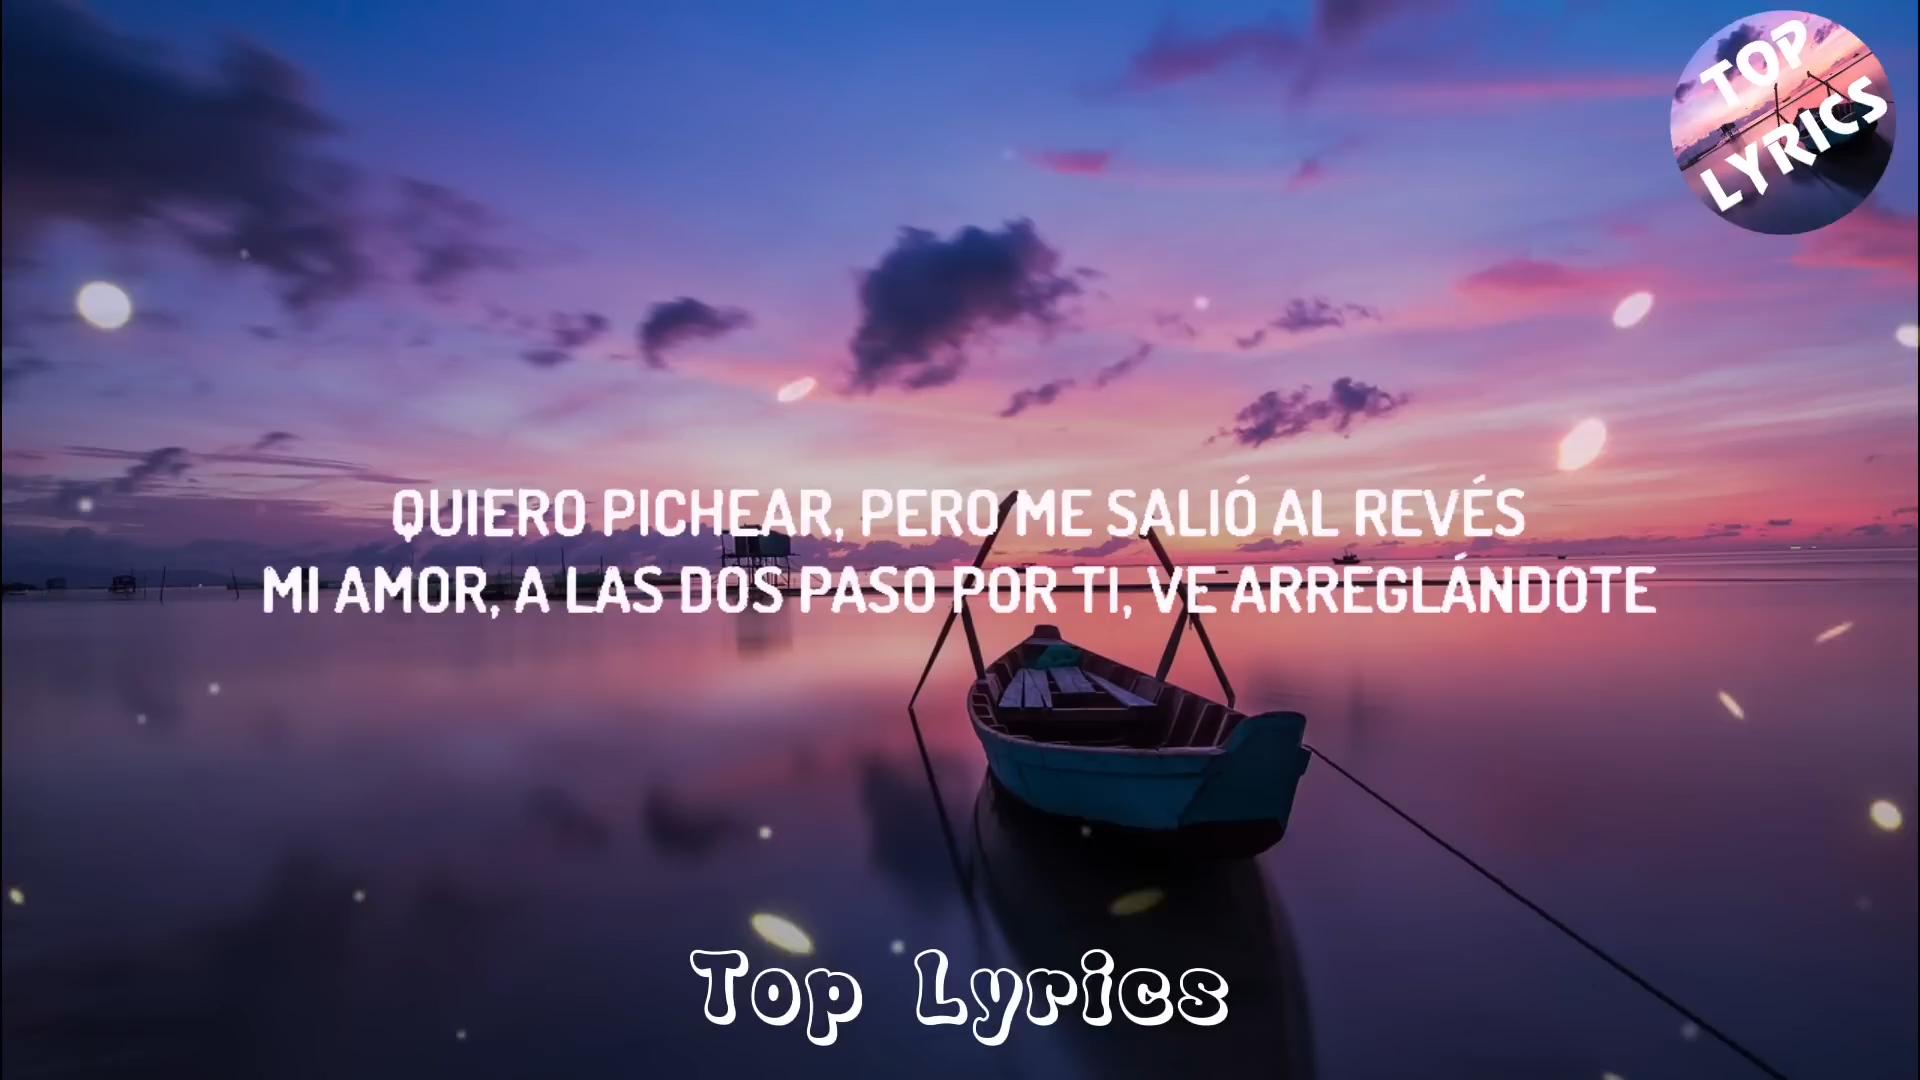 TOP
LYRICS
QUIERO PICHEAR, PERO ME SALIÓ AL REVÉS
MI AMOR, A LAS DOS PASO POR TI, VE ARREGLÁNDOTE
Top Lyrics